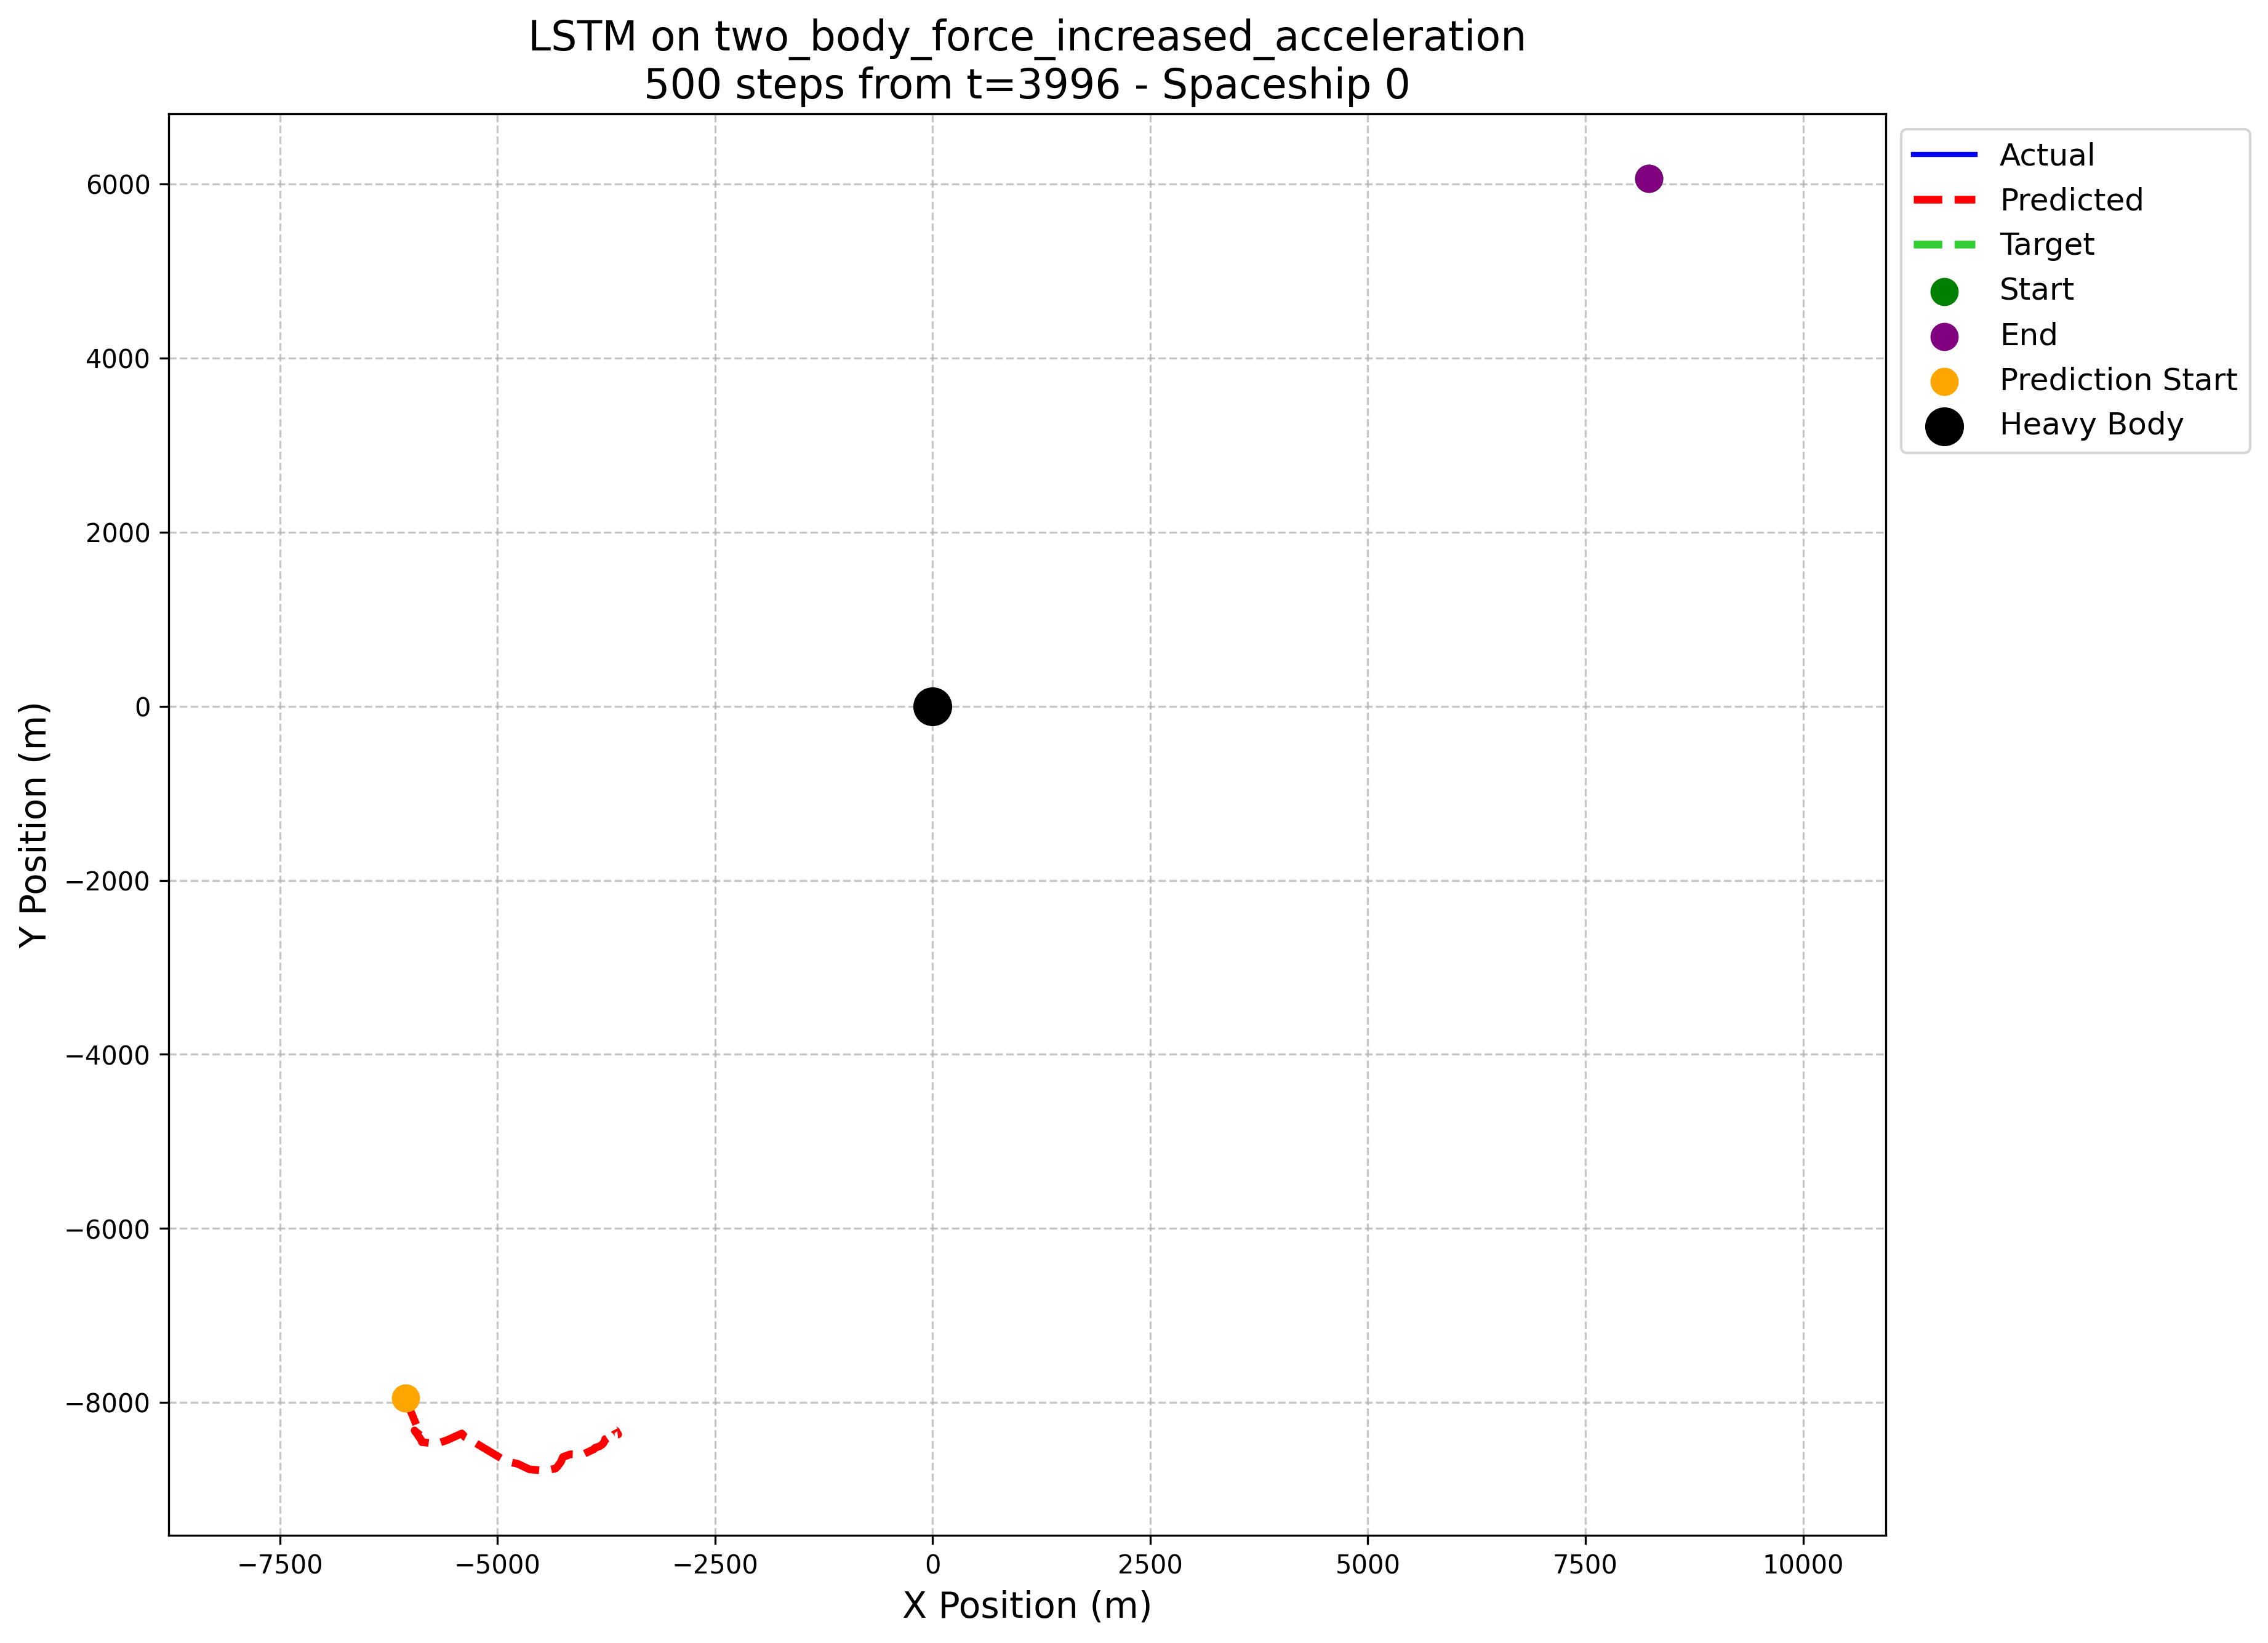 LSTM on two_body_force_increased_acceleration
500 steps from t=3996 - Spaceship 0
Actual
Predicted
Target
Start
End
Prediction Start
Heavy Body
Y Position (m)
6000
4000
2000
0
−2000
−4000
−6000
−8000
−7500
−5000
−2500
0
2500
5000
7500
10000
X Position (m)